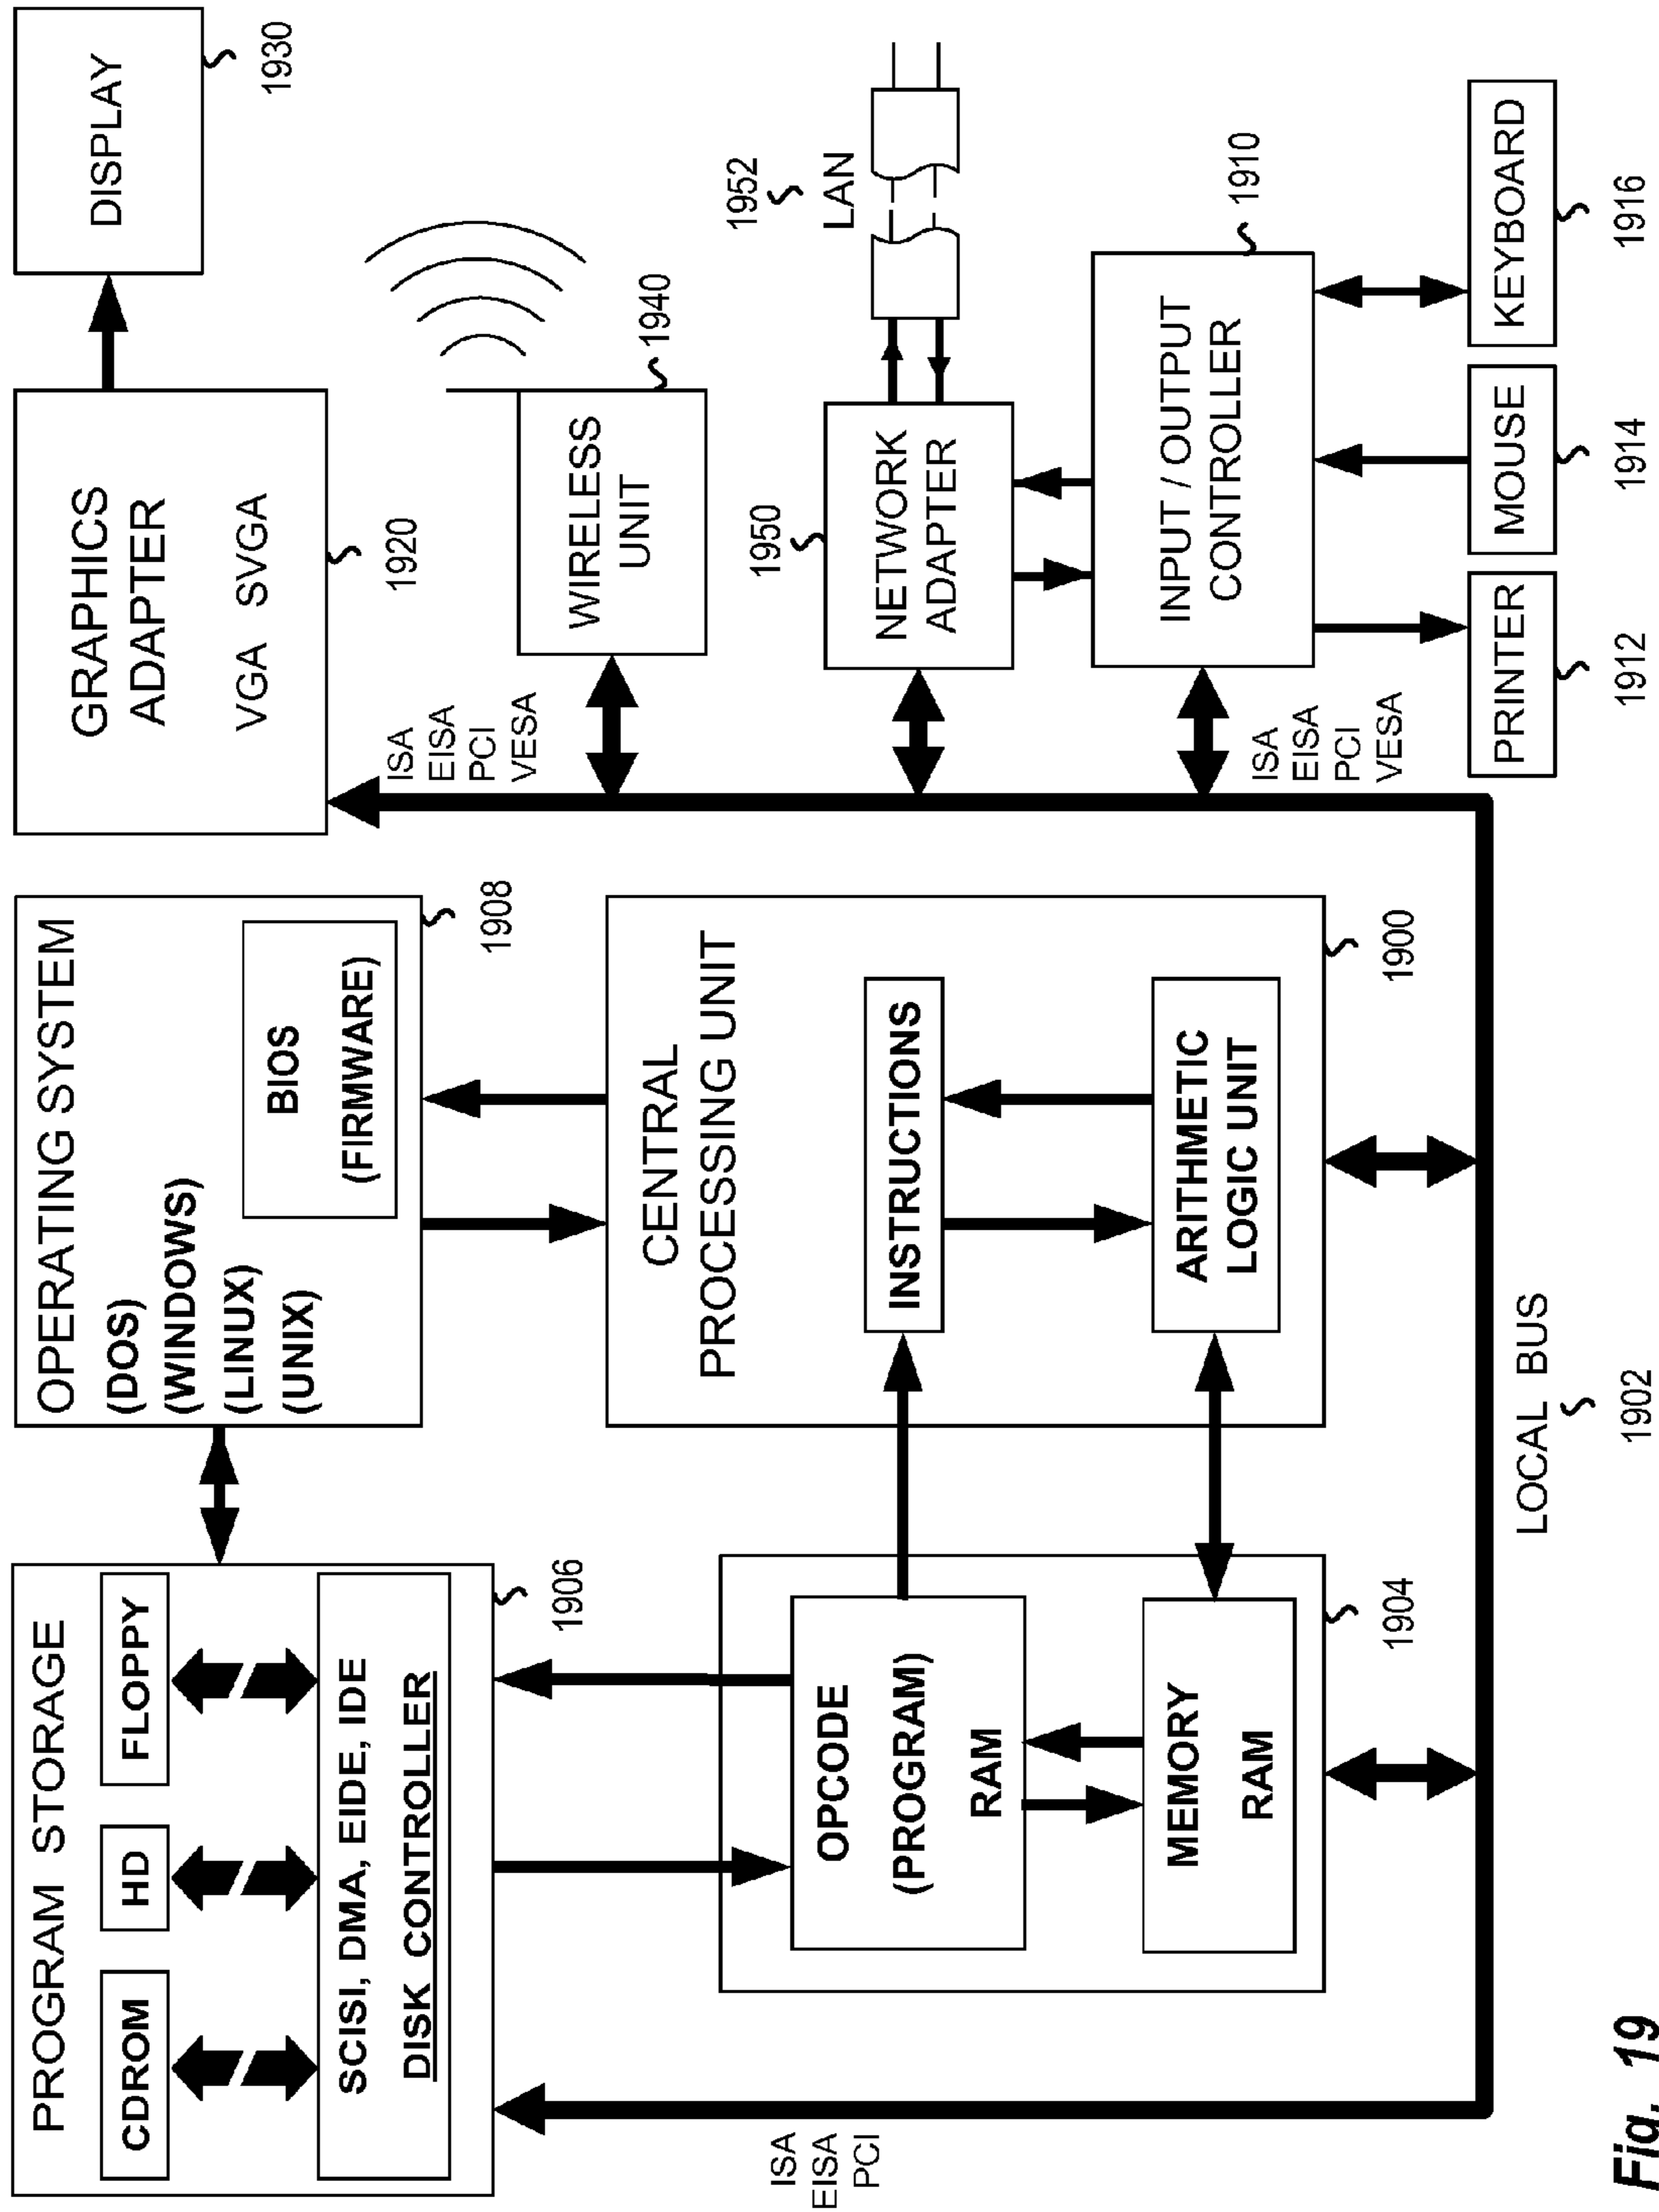 PROGRAM STORAGE
CDROM
HD
FLOPPY
SCISI, DMA, EIDE, IDE
DISK CONTROLLER
1906
OPERATING SYSTEM
(DOS)
(WINDOWS)
(LINUX)
(UNIX)
BIOS
(FIRMWARE)
1908
GRAPHICS
ADAPTER
VGA SVGA
1920
DISPLAY
1930
ISA
EISA
PCI
VESA
WIRELESS
UNIT
1940
ISA
EISA
PCI
OPCODE
(PROGRAM)
RAM
MEMORY
RAM
1904
CENTRAL
PROCESSING UNIT
INSTRUCTIONS
ARITHMETIC
LOGIC UNIT
1900
1950
NETWORK
ADAPTER
1952
LAN
INPUT / OUTPUT
CONTROLLER
1910
ISA
EISA
PCI
VESA
PRINTER
1912
MOUSE
1914
KEYBOARD
1916
LOCAL BUS
1902
Fig. 19